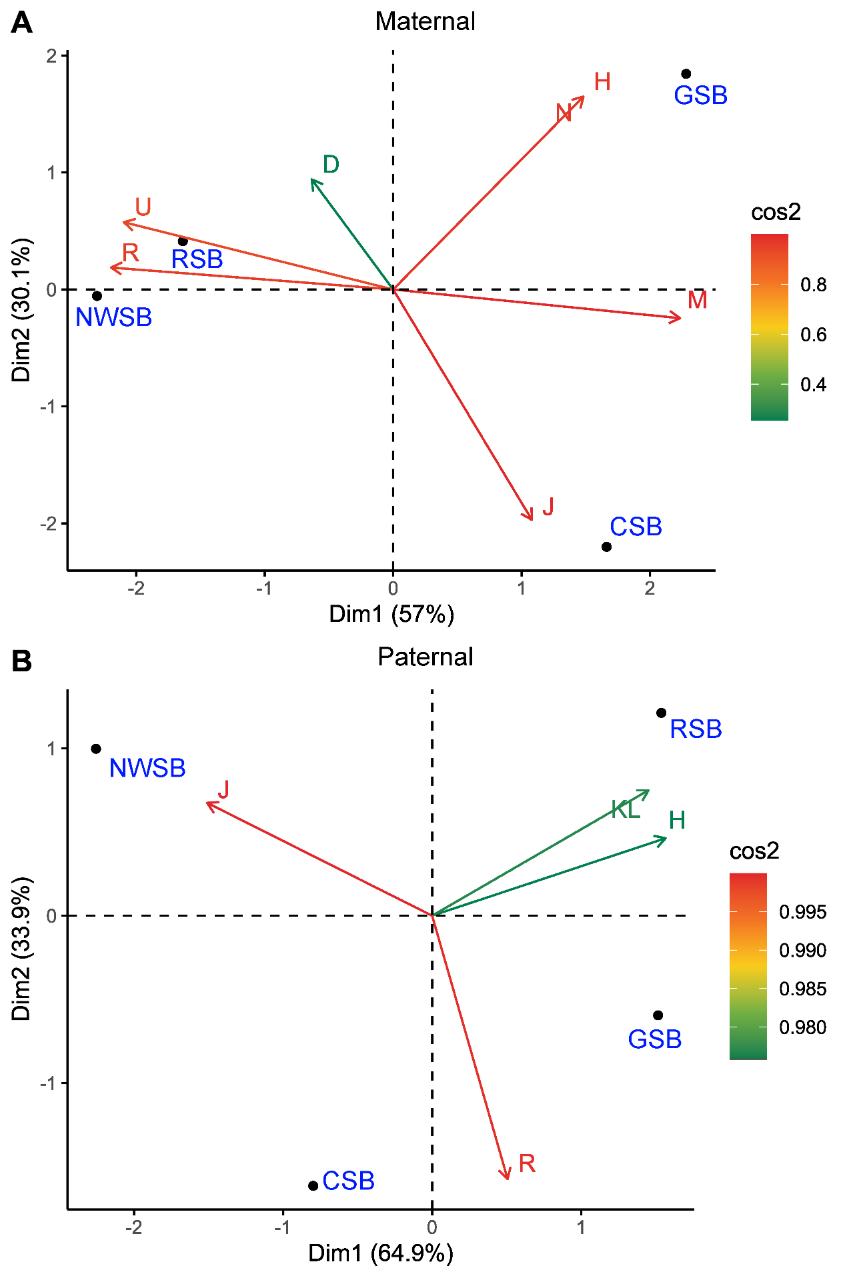 A
Maternal
2
H
GSB
N
D
1
U
cos2
R
RSB
0.8
0
M
NWSB
0.6
Dim2 (30.1%)
0.4
-1
J
-2
CSB
-2
-1
0
1
2
Dim1 (57%)
B
Paternal
RSB
1
NWSB
J
KL
H
cos2
0.995
0
0.990
Dim2 (33.9%)
0.985
GSB
0.980
-1
R
CSB
-2
-1
0
1
Dim1 (64.9%)